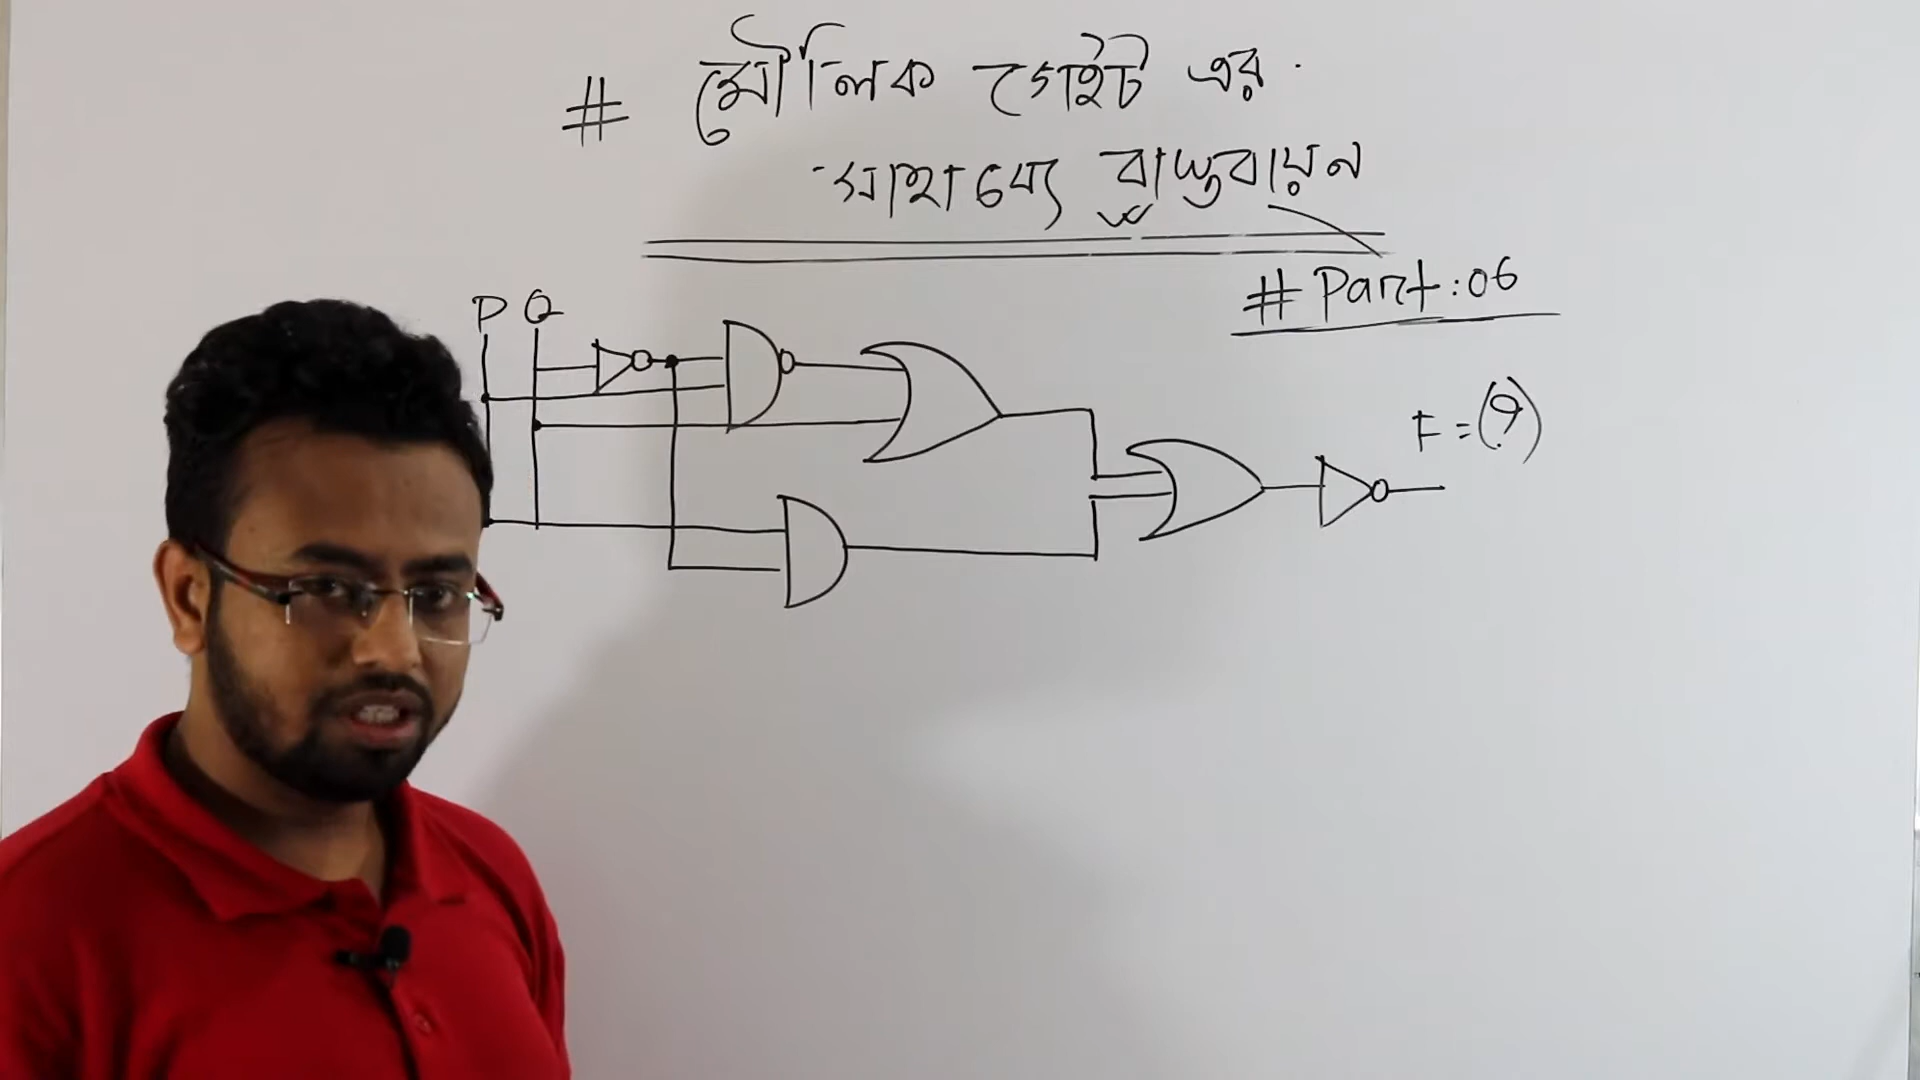 # মৌলিক গেইট এর
সাহায্যে বাস্তবায়ন
# Part:06
P Q
F = (?)